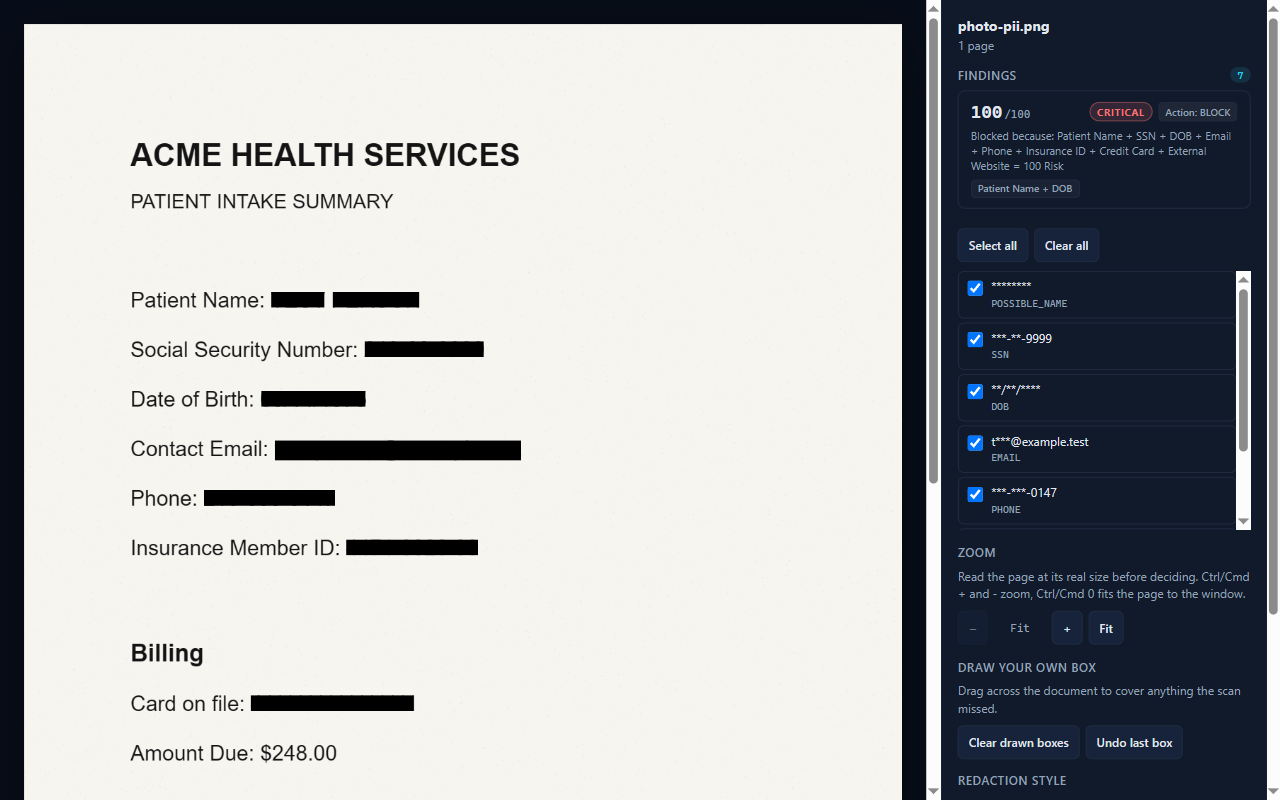 ACME HEALTH SERVICES
PATIENT INTAKE SUMMARY
Patient Name:
Social Security Number:
Date of Birth:
Contact Email:
Phone:
Insurance Member ID:
Billing
Card on file:
Amount Due: $248.00
photo-pii.png
1 page
FINDINGS 7
100/100 CRITICAL Action: BLOCK
Blocked because: Patient Name + SSN + DOB + Email
+ Phone + Insurance ID + Credit Card + External
Website = 100 Risk
Patient Name + DOB
Select all Clear all
********
POSSIBLE_NAME
***-**-9999
SSN
**/**/****
DOB
t***@example.test
EMAIL
***-***-0147
PHONE
ZOOM
Read the page at its real size before deciding. Ctrl/Cmd
+ and - zoom, Ctrl/Cmd 0 fits the page to the window.
− Fit + Fit
DRAW YOUR OWN BOX
Drag across the document to cover anything the scan
missed.
Clear drawn boxes Undo last box
REDACTION STYLE